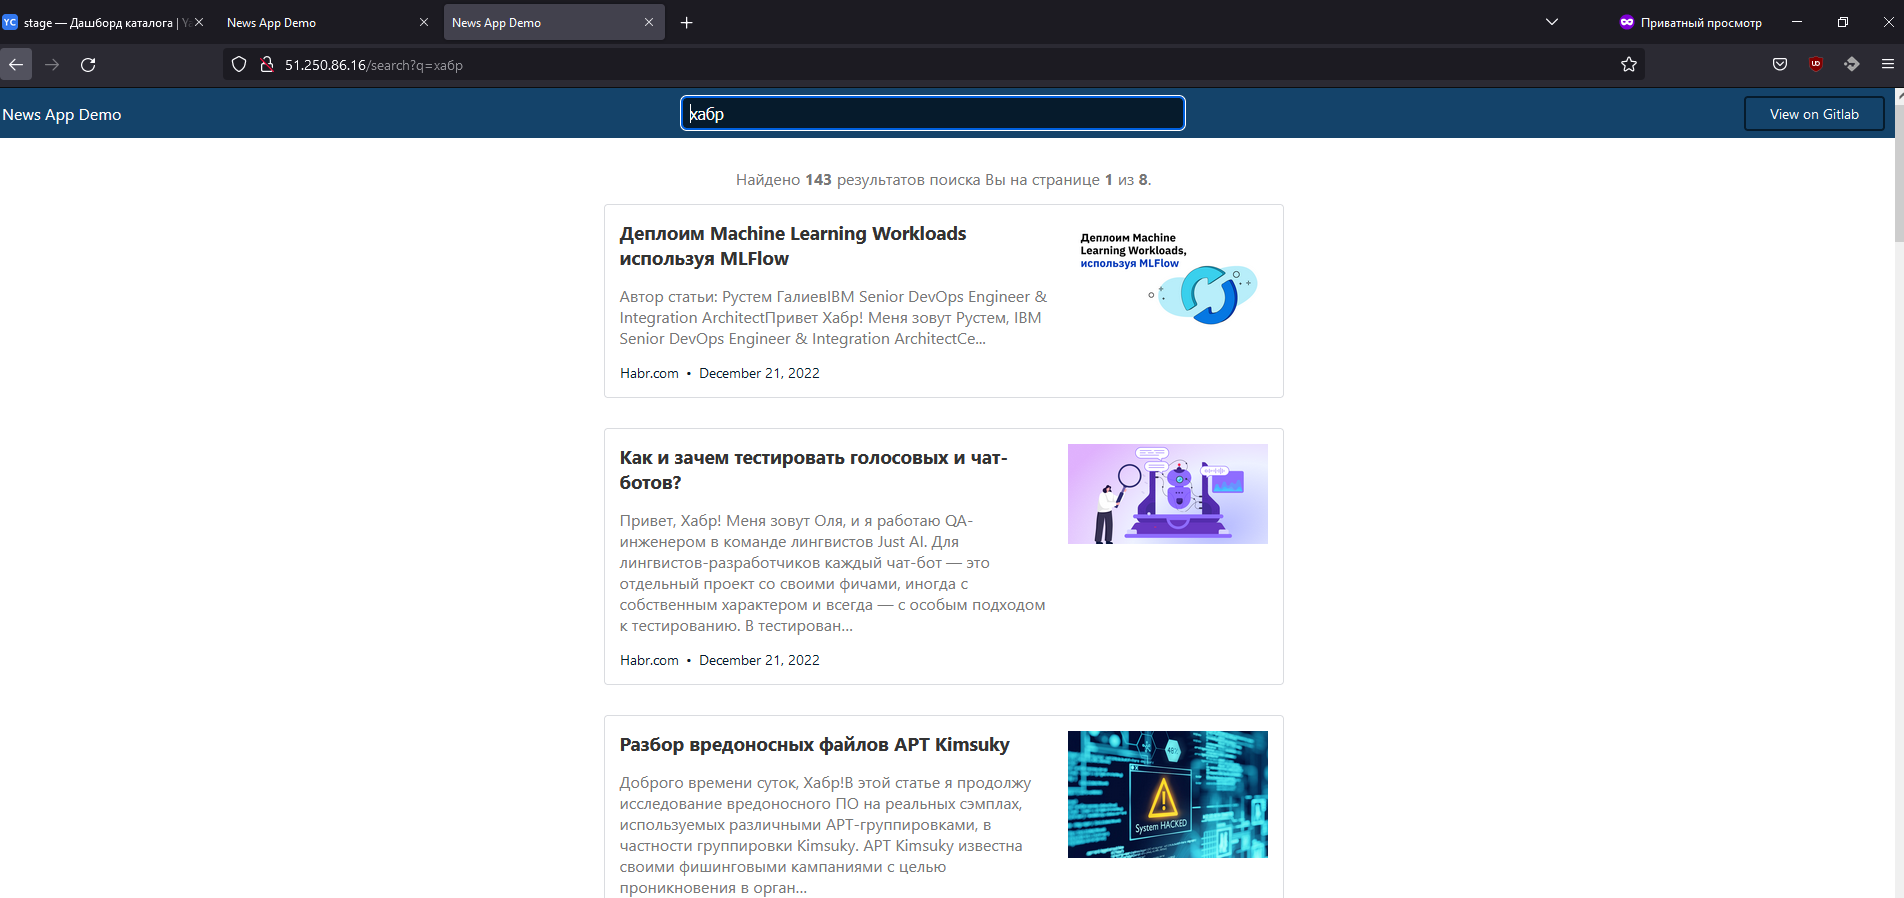 YC stage — Дашборд каталога |
News App Demo
News App Demo
Приватный просмотр
51.250.86.16/search?q=хабр
News App Demo
хабр
View on Gitlab
Найдено 143 результатов поиска Вы на странице 1 из 8.
Деплоим Machine Learning Workloads
используя MLFlow
Автор статьи: Рустем ГалиевIBM Senior DevOps Engineer &
Integration ArchitectПривет Хабр! Меня зовут Рустем, IBM
Senior DevOps Engineer & Integration ArchitectСе...
Habr.com • December 21, 2022
Деплоим Machine
Learning Workloads,
используя MLFlow
Как и зачем тестировать голосовых и чат-
ботов?
Привет, Хабр! Меня зовут Оля, и я работаю QA-
инженером в команде лингвистов Just AI. Для
лингвистов-разработчиков каждый чат-бот — это
отдельный проект со своими фичами, иногда с
собственным характером и всегда — с особым подходом
к тестированию. В тестирован...
Habr.com • December 21, 2022
Разбор вредоносных файлов APT Kimsuky
Доброго времени суток, Хабр!В этой статье я продолжу
исследование вредоносного ПО на реальных сэмплах,
используемых различными APT-группировками, в
частности группировки Kimsuky. APT Kimsuky известна
своими фишинговыми кампаниями с целью
проникновения в орган...
System HACKED